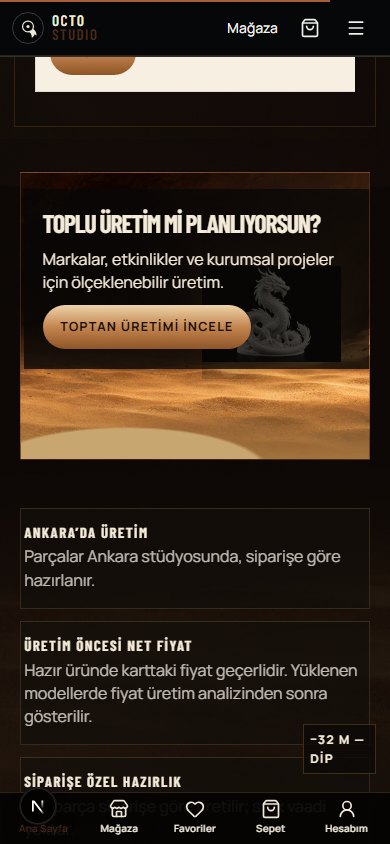 OCTO
STUDIO
Mağaza
TOPLU ÜRETİM Mİ PLANLIYORSUN?
Markalar, etkinlikler ve kurumsal projeler
için ölçeklenebilir üretim.
TOPTAN ÜRETİMİ İNCELE
ANKARA'DA ÜRETİM
Parçalar Ankara stüdyosunda, siparişe göre
hazırlanır.
ÜRETİM ÖNCESİ NET FİYAT
Hazır üründe karttaki fiyat geçerlidir. Yüklenen
modellerde fiyat üretim analizinden sonra
gösterilir.
−32 M —
DİP
SİPARİŞE ÖZEL HAZIRLIK
N
Ana Sayfa
Mağaza
Favoriler
Sepet
Hesabım